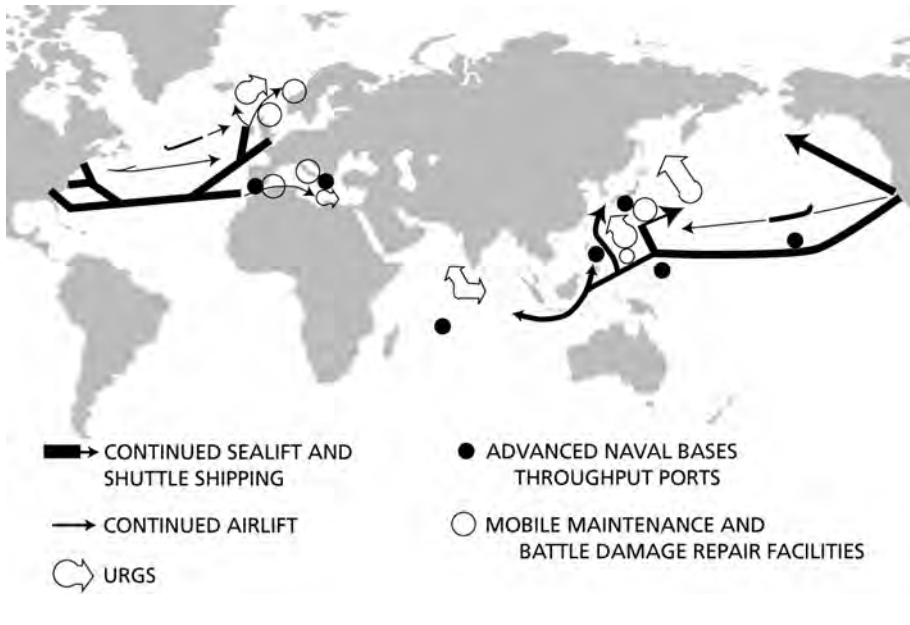 CONTINUED SEALIFT AND
SHUTTLE SHIPPING
CONTINUED AIRLIFT
URGS
ADVANCED NAVAL BASES
THROUGHPUT PORTS
MOBILE MAINTENANCE AND
BATTLE DAMAGE REPAIR FACILITIES